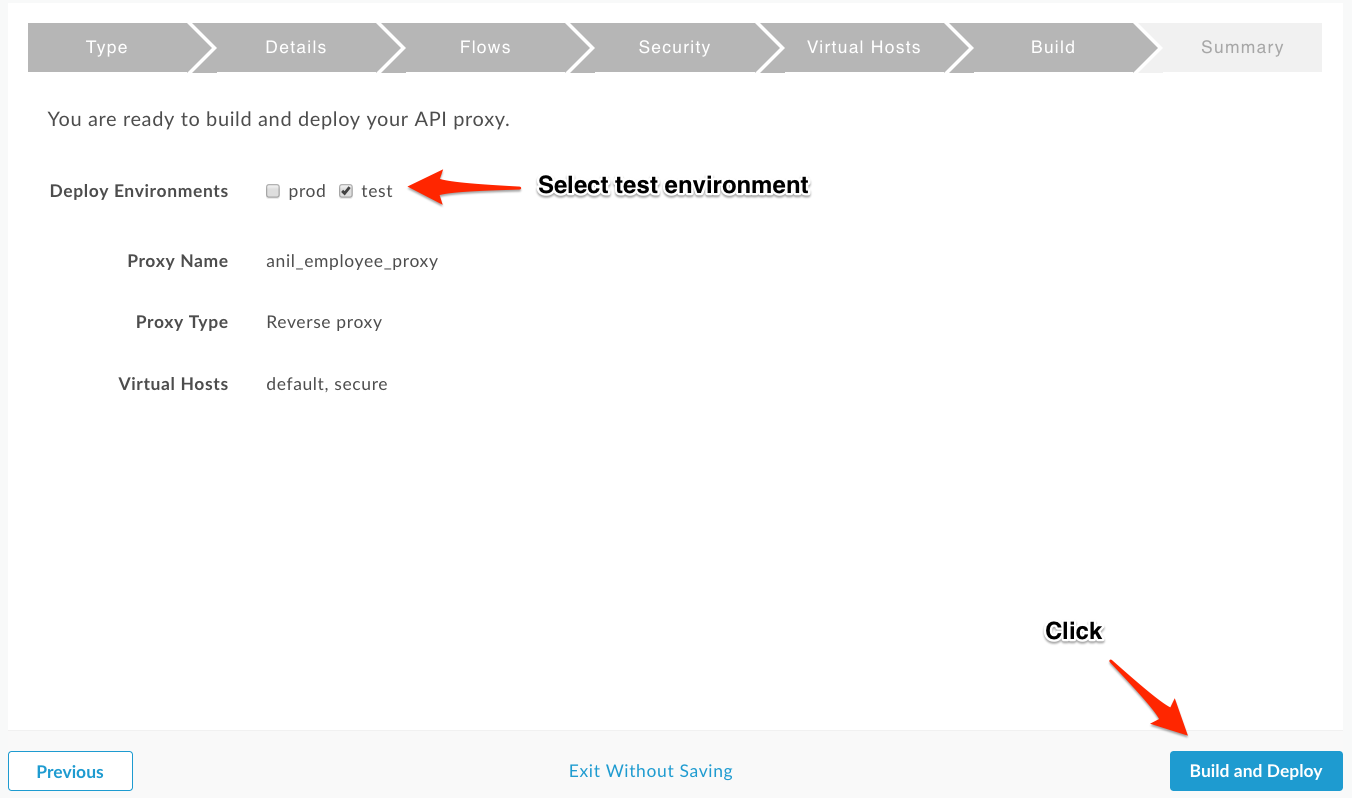 Type Details Flows Security Virtual Hosts Build Summary
You are ready to build and deploy your API proxy.
Deploy Environments prod test Select test environment
Proxy Name anil_employee_proxy
Proxy Type Reverse proxy
Virtual Hosts default, secure
Click
Previous Exit Without Saving Build and Deploy